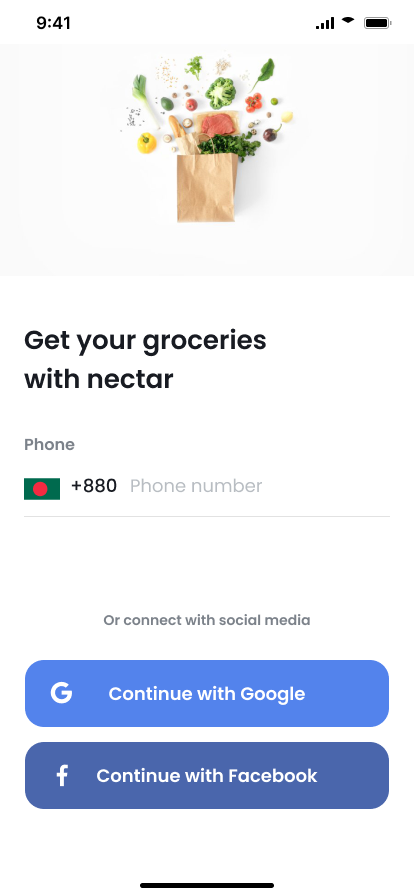 9:41
Get your groceries
with nectar
Phone
+880 Phone number
Or connect with social media
Continue with Google
Continue with Facebook